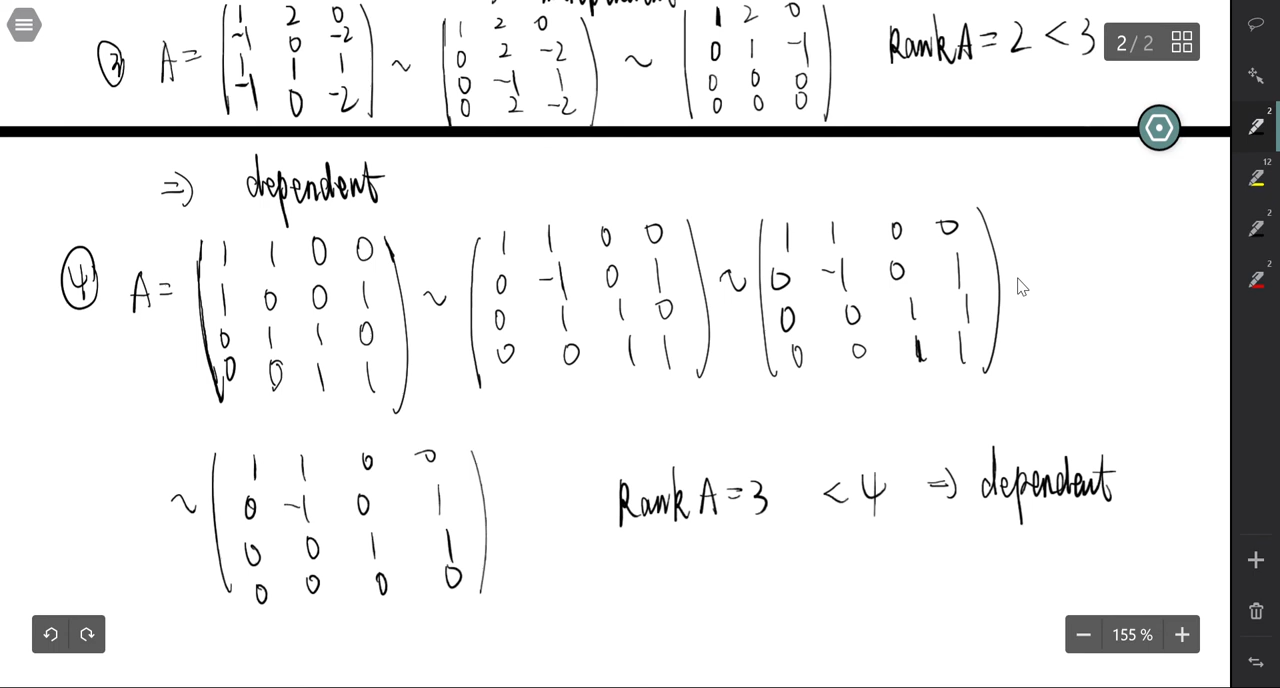 ③ A = (1 2 0; -1 0 -2; 1 1 1; -1 0 -2) ~ (1 2 0; 0 2 -2; 0 -1 1; 0 2 -2) ~ (1 2 0; 0 1 -1; 0 0 0; 0 0 0) Rank A = 2 < 3
2 / 2
⇒ dependent
④ A = (1 1 0 0; 1 0 0 1; 0 1 1 0; 0 0 1 1) ~ (1 1 0 0; 0 -1 0 1; 0 1 1 0; 0 0 1 1) ~ (1 1 0 0; 0 -1 0 1; 0 0 1 1; 0 0 1 1)
~ (1 1 0 0; 0 -1 0 1; 0 0 1 1; 0 0 0 0) Rank A = 3 < 4 ⇒ dependent
155 %
2
12
2
2